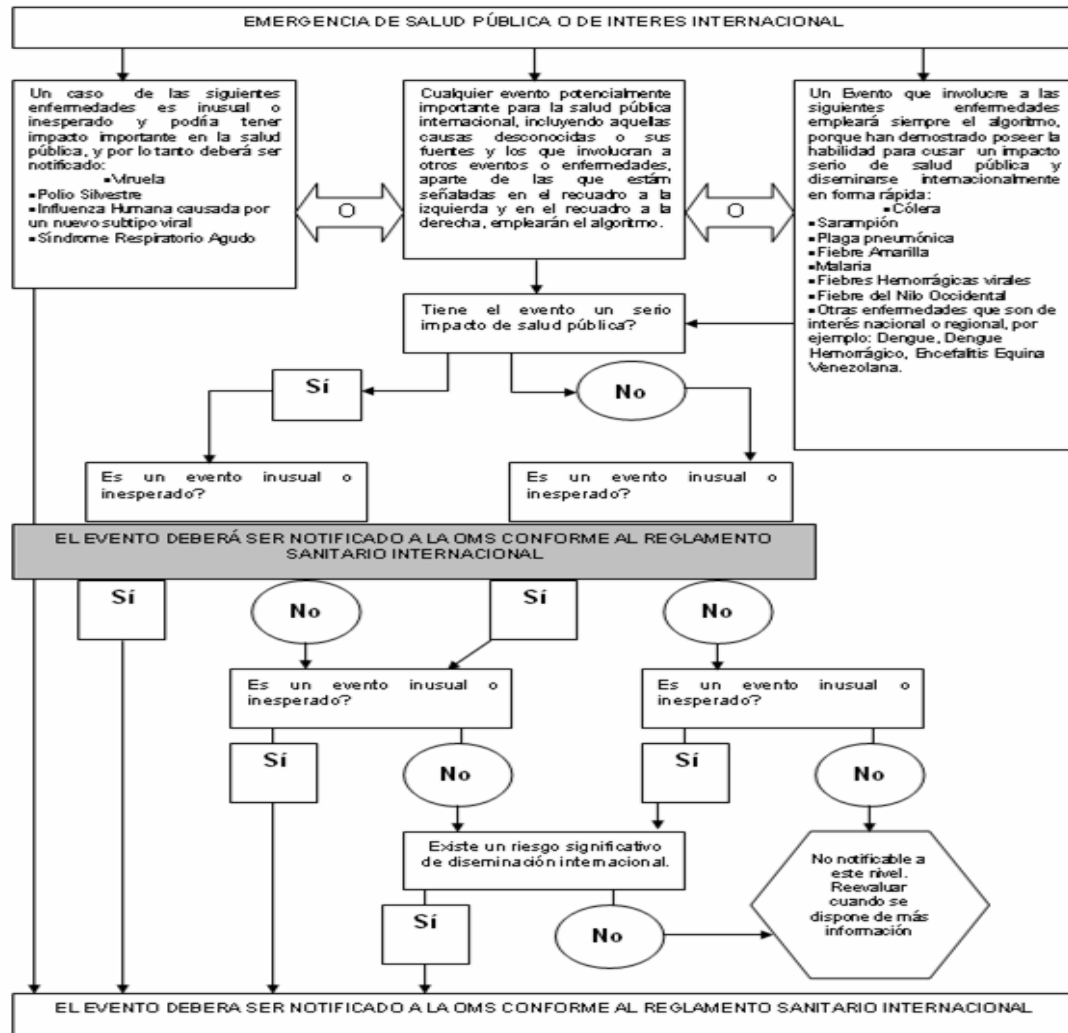 EMERGENCIA DE SALUD PÚBLICA O DE INTERES INTERNACIONAL
Un caso de las siguientes
enfermedades es inusual o
inesperado y podría tener
impacto importante en la salud
pública, y por lo tanto deberá ser
notificado:
▪Viruela
▪Polio Silvestre
▪Influenza Humana causada por
un nuevo subtipo viral
▪Síndrome Respiratorio Agudo
O
Cualquier evento potencialmente
importante para la salud pública
internacional, incluyendo aquellas
causas desconocidas o sus
fuentes y los que involucran a
otros eventos o enfermedades,
aparte de las que estám
señaladas en el recuadro a la
izquierda y en el recuadro a la
derecha, emplearán el algoritmo.
O
Un Evento que involucre a las
siguientes enfermedades
empleará siempre el algoritmo,
porque han demostrado poseer la
habilidad para cusar un impacto
serio de salud pública y
diseminarse internacionalmente
en forma rápida:
▪Cólera
▪Sarampión
▪Plaga pneumónica
▪Fiebre Amarilla
▪Malaria
▪Fiebres Hemorrágicas virales
▪Fiebre del Nilo Occidental
▪Otras enfermedades que son de
interés nacional o regional, por
ejemplo: Dengue, Dengue
Hemorrágico, Encefalitis Equina
Venezolana.
Tiene el evento un serio
impacto de salud pública?
Sí
No
Es un evento inusual o
inesperado?
Es un evento inusual o
inesperado?
EL EVENTO DEBERÁ SER NOTIFICADO A LA OMS CONFORME AL REGLAMENTO
SANITARIO INTERNACIONAL
Sí
No
Sí
No
Es un evento inusual o
inesperado?
Es un evento inusual o
inesperado?
Sí
No
Sí
No
Existe un riesgo significativo
de diseminación internacional.
No notificable a
este nivel.
Reevaluar
cuando se
dispone de más
información
Sí
No
EL EVENTO DEBERA SER NOTIFICADO A LA OMS CONFORME AL REGLAMENTO SANITARIO INTERNACIONAL